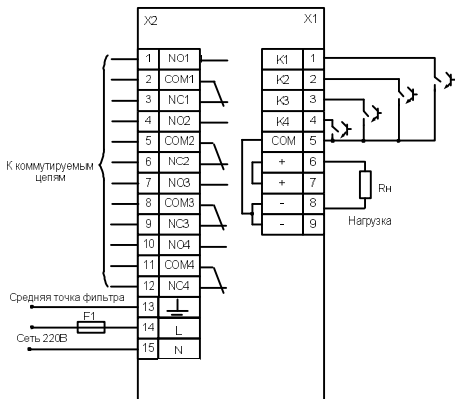 X2
X1
1 NO1
2 COM1
3 NC1
4 NO2
5 COM2
6 NC2
7 NO3
8 COM3
9 NC3
10 NO4
11 COM4
12 NC4
13
14 L
15 N
К коммутируемым
цепям
Средняя точка фильтра
F1
Сеть 220В
K1 1
K2 2
K3 3
K4 4
COM 5
+ 6
+ 7
- 8
- 9
Rн
Нагрузка